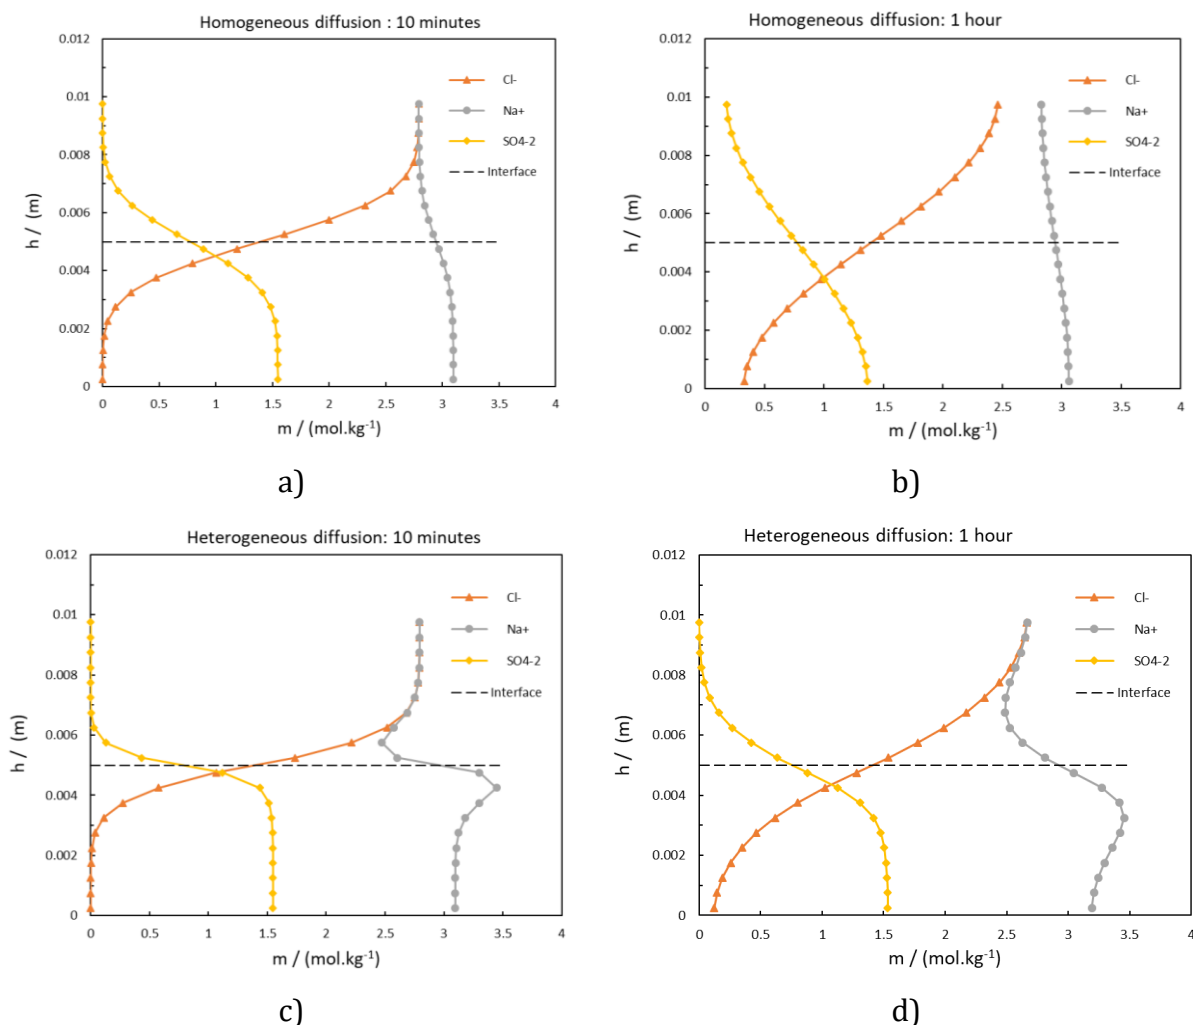 Homogeneous diffusion : 10 minutes
0.012
0.01
0.008
0.006
0.004
0.002
0
h / (m)
Cl-
Na+
SO4-2
Interface
0 0.5 1 1.5 2 2.5 3 3.5 4
m / (mol.kg-1)
a)
Homogeneous diffusion: 1 hour
0.012
0.01
0.008
0.006
0.004
0.002
0
h / (m)
Cl-
Na+
SO4-2
Interface
0 0.5 1 1.5 2 2.5 3 3.5 4
m / (mol.kg-1)
b)
Heterogeneous diffusion: 10 minutes
0.012
0.01
0.008
0.006
0.004
0.002
0
h / (m)
Cl-
Na+
SO4-2
Interface
0 0.5 1 1.5 2 2.5 3 3.5 4
m / (mol.kg-1)
c)
Heterogeneous diffusion: 1 hour
0.012
0.01
0.008
0.006
0.004
0.002
0
h / (m)
Cl-
Na+
SO4-2
Interface
0 0.5 1 1.5 2 2.5 3 3.5 4
m / (mol.kg-1)
d)